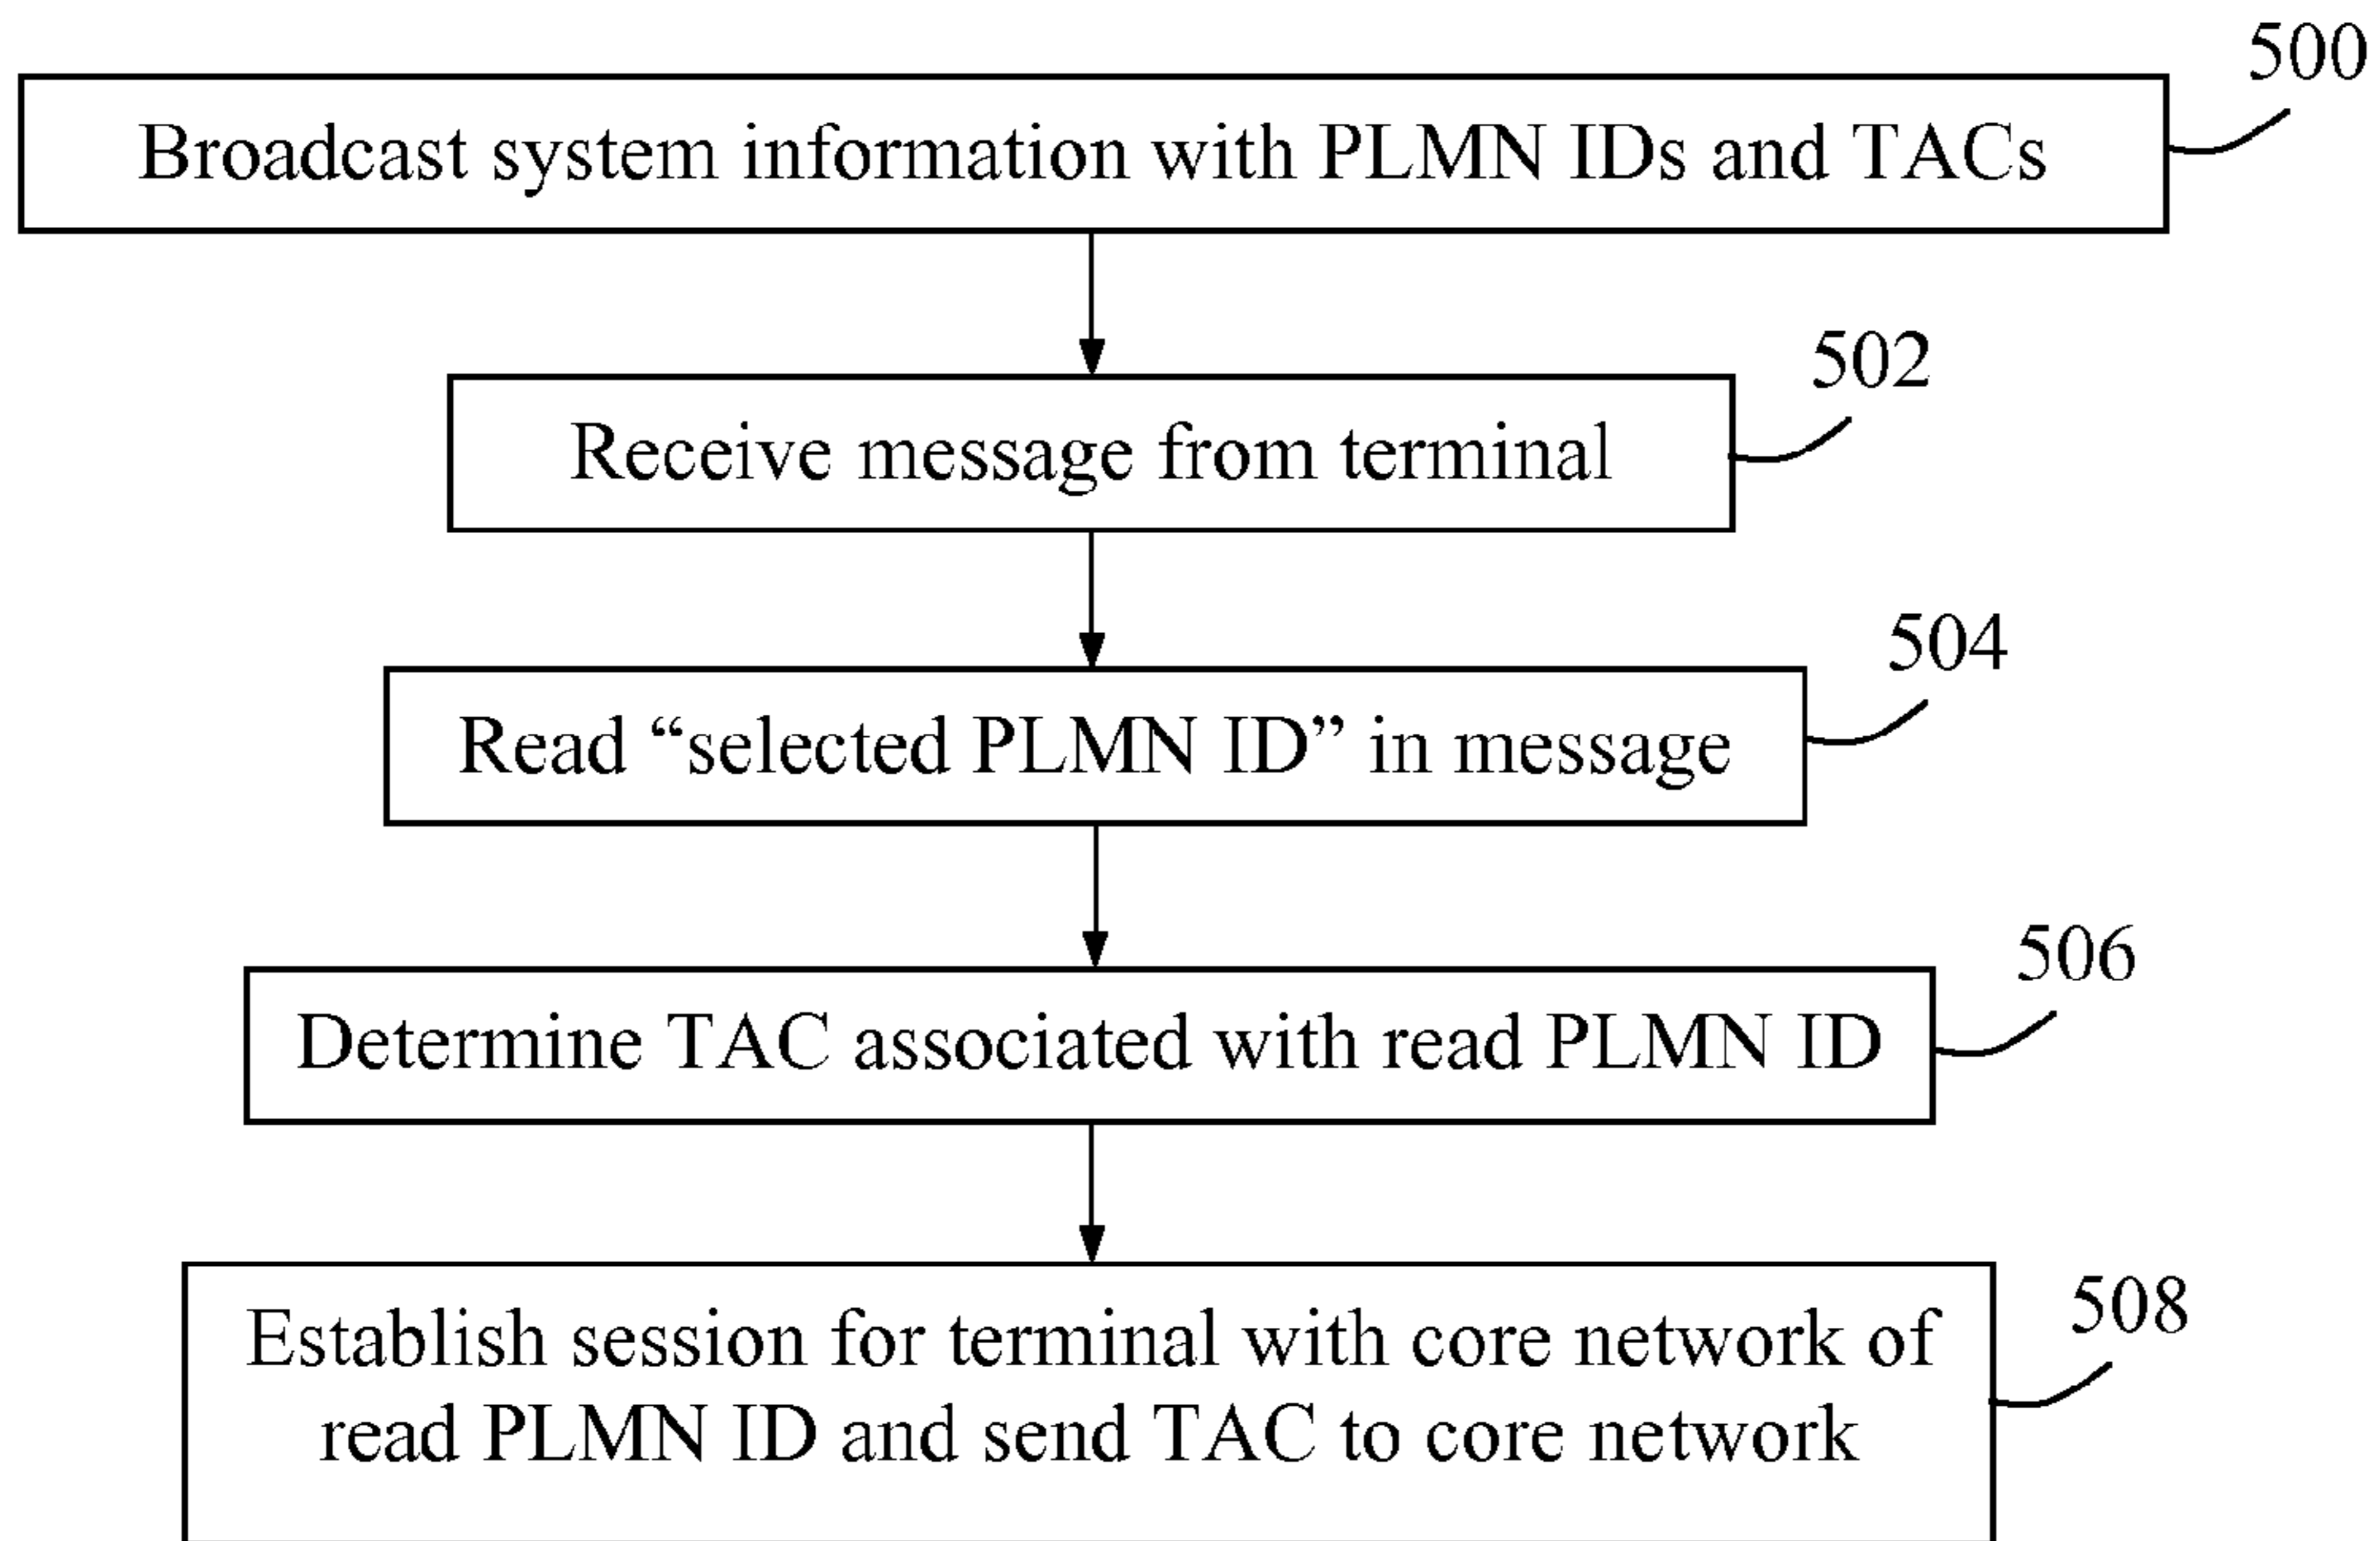 500
Broadcast system information with PLMN IDs and TACs
502
Receive message from terminal
504
Read “selected PLMN ID” in message
506
Determine TAC associated with read PLMN ID
508
Establish session for terminal with core network of
read PLMN ID and send TAC to core network